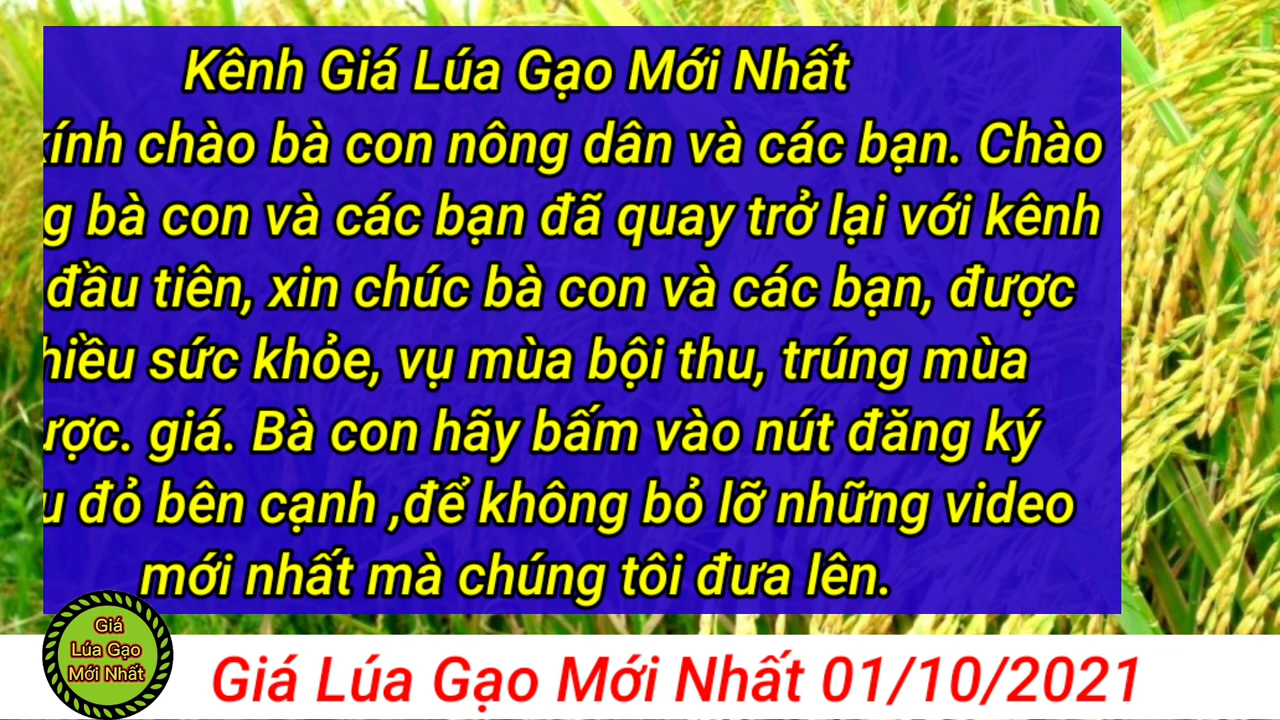 Kênh Giá Lúa Gạo Mới Nhất
kính chào bà con nông dân và các bạn. Chào
bà con và các bạn đã quay trở lại với kênh
đầu tiên, xin chúc bà con và các bạn, được
sức khỏe, vụ mùa bội thu, trúng mùa
giá. Bà con hãy bấm vào nút đăng ký
đỏ bên cạnh ,để không bỏ lỡ những video
mới nhất mà chúng tôi đưa lên.
Giá
Lúa Gạo
Mới Nhất
Giá Lúa Gạo Mới Nhất 01/10/2021